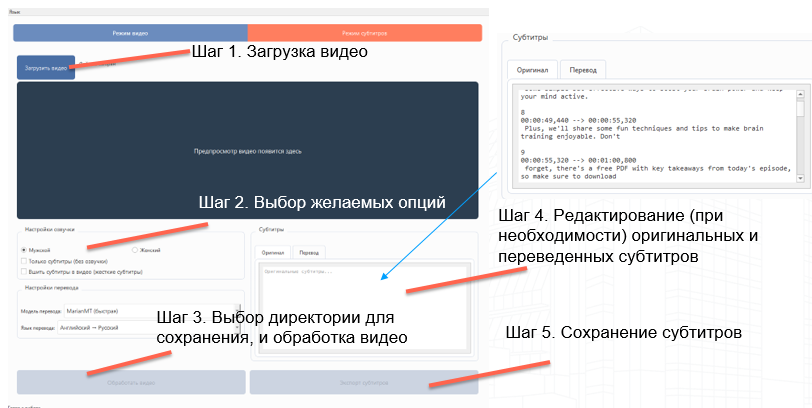 Язык
Режим видео
Режим субтитров
Шаг 1. Загрузка видео
Загрузить видео
Предпросмотр видео появится здесь
Субтитры
Оригинал
Перевод
your mind active.
8
00:00:49,440 --> 00:00:55,320
Plus, we'll share some fun techniques and tips to make brain
training enjoyable. Don't
9
00:00:55,320 --> 00:01:00,800
forget, there's a free PDF with key takeaways from today's episode,
so make sure to download
Шаг 2. Выбор желаемых опций
Шаг 4. Редактирование (при
необходимости) оригинальных и
переведенных субтитров
Настройки озвучки
Мужской
Женский
Только субтитры (без озвучки)
Вшить субтитры в видео (жесткие субтитры)
Субтитры
Оригинал
Перевод
Оригинальные субтитры...
Настройки перевода
Модель перевода:
MarianMT (быстрая)
Язык перевода:
Английский → Русский
Шаг 3. Выбор директории для
сохранения, и обработка видео
Шаг 5. Сохранение субтитров
Обработать видео
Экспорт субтитров